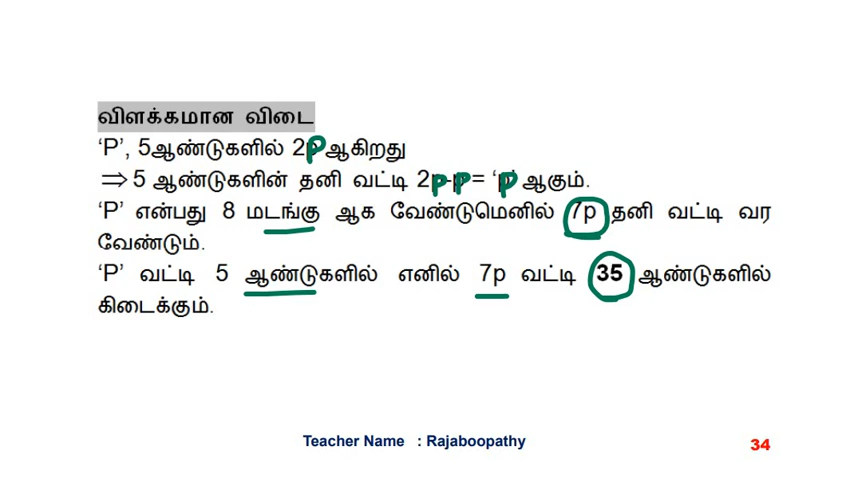 விளக்கமான விடை
‘P’, 5ஆண்டுகளில் 2p ஆகிறது
⇒ 5 ஆண்டுகளின் தனி வட்டி 2p-p = ‘p’ ஆகும்.
‘P’ என்பது 8 மடங்கு ஆக வேண்டுமெனில் 7p தனி வட்டி வர
வேண்டும்.
‘P’ வட்டி 5 ஆண்டுகளில் எனில் 7p வட்டி 35 ஆண்டுகளில்
கிடைக்கும்.
Teacher Name : Rajaboopathy
34